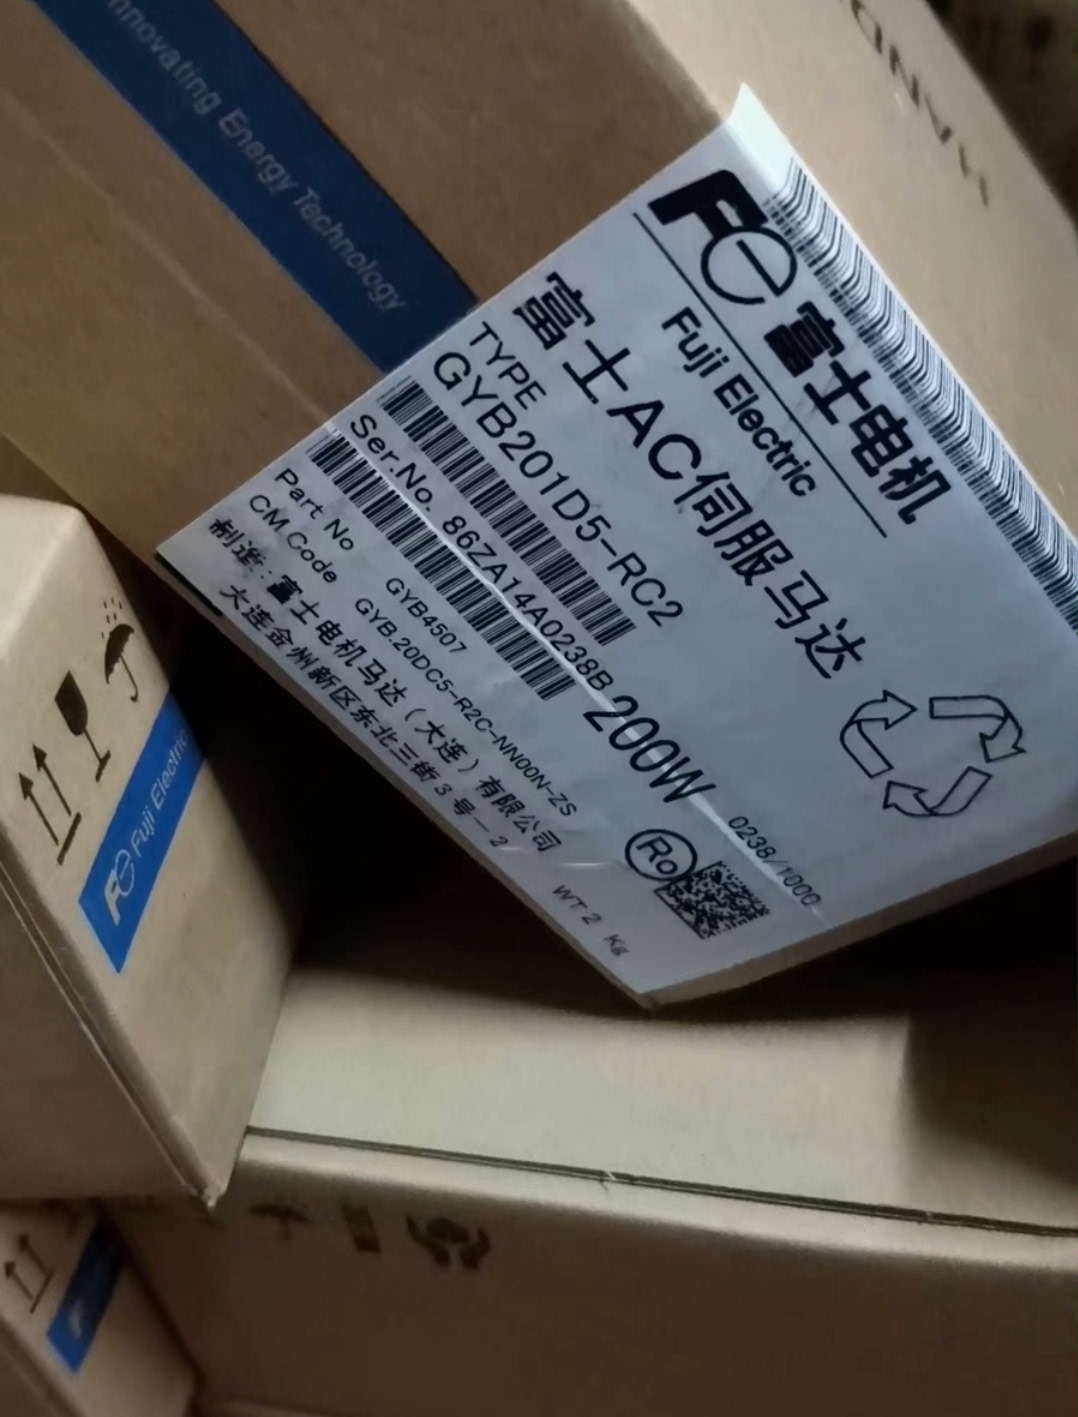 Innovating Energy Technology
Fe 富士电机
Fuji Electric
富士AC伺服马达
TYPE
GYB201D5-RC2
Ser.No. 86ZA14A0238B
200W
0238/1000
Part No GYB4507
CM Code GYB.20DC5-R2C-NN00N-ZS
制造:富士电机马达(大连)有限公司
大连金州新区东北三街3号-2
Ro
WT 2 Kg
Fe Fuji Electric